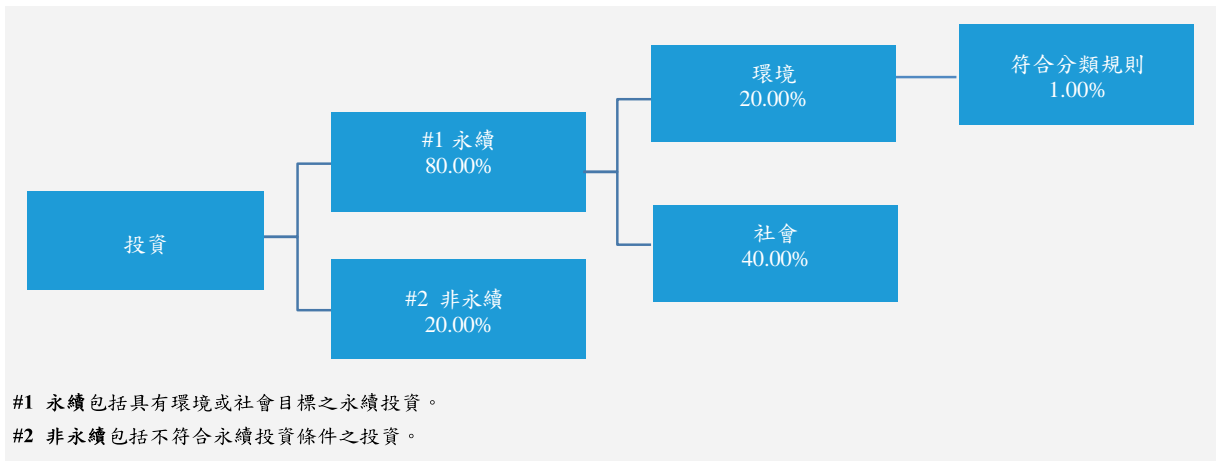 投資
#1 永續
80.00%
#2 非永續
20.00%
環境
20.00%
社會
40.00%
符合分類規則
1.00%
#1 永續包括具有環境或社會目標之永續投資。
#2 非永續包括不符合永續投資條件之投資。